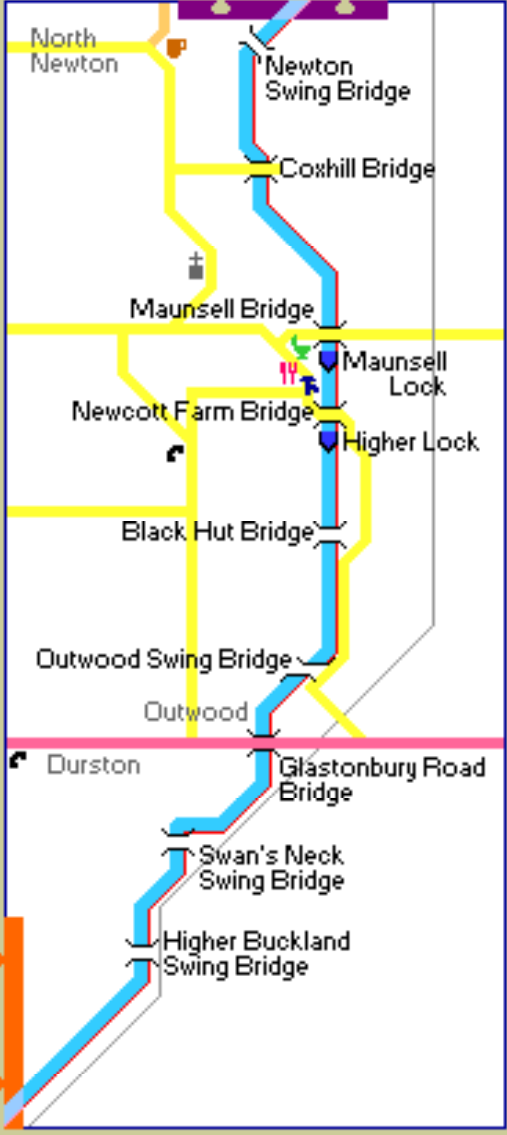 North
Newton
Newton
Swing Bridge
Coxhill Bridge
Maunsell Bridge
Maunsell
Lock
Newcott Farm Bridge
Higher Lock
Black Hut Bridge
Outwood Swing Bridge
Outwood
Durston
Glastonbury Road
Bridge
Swan's Neck
Swing Bridge
Higher Buckland
Swing Bridge